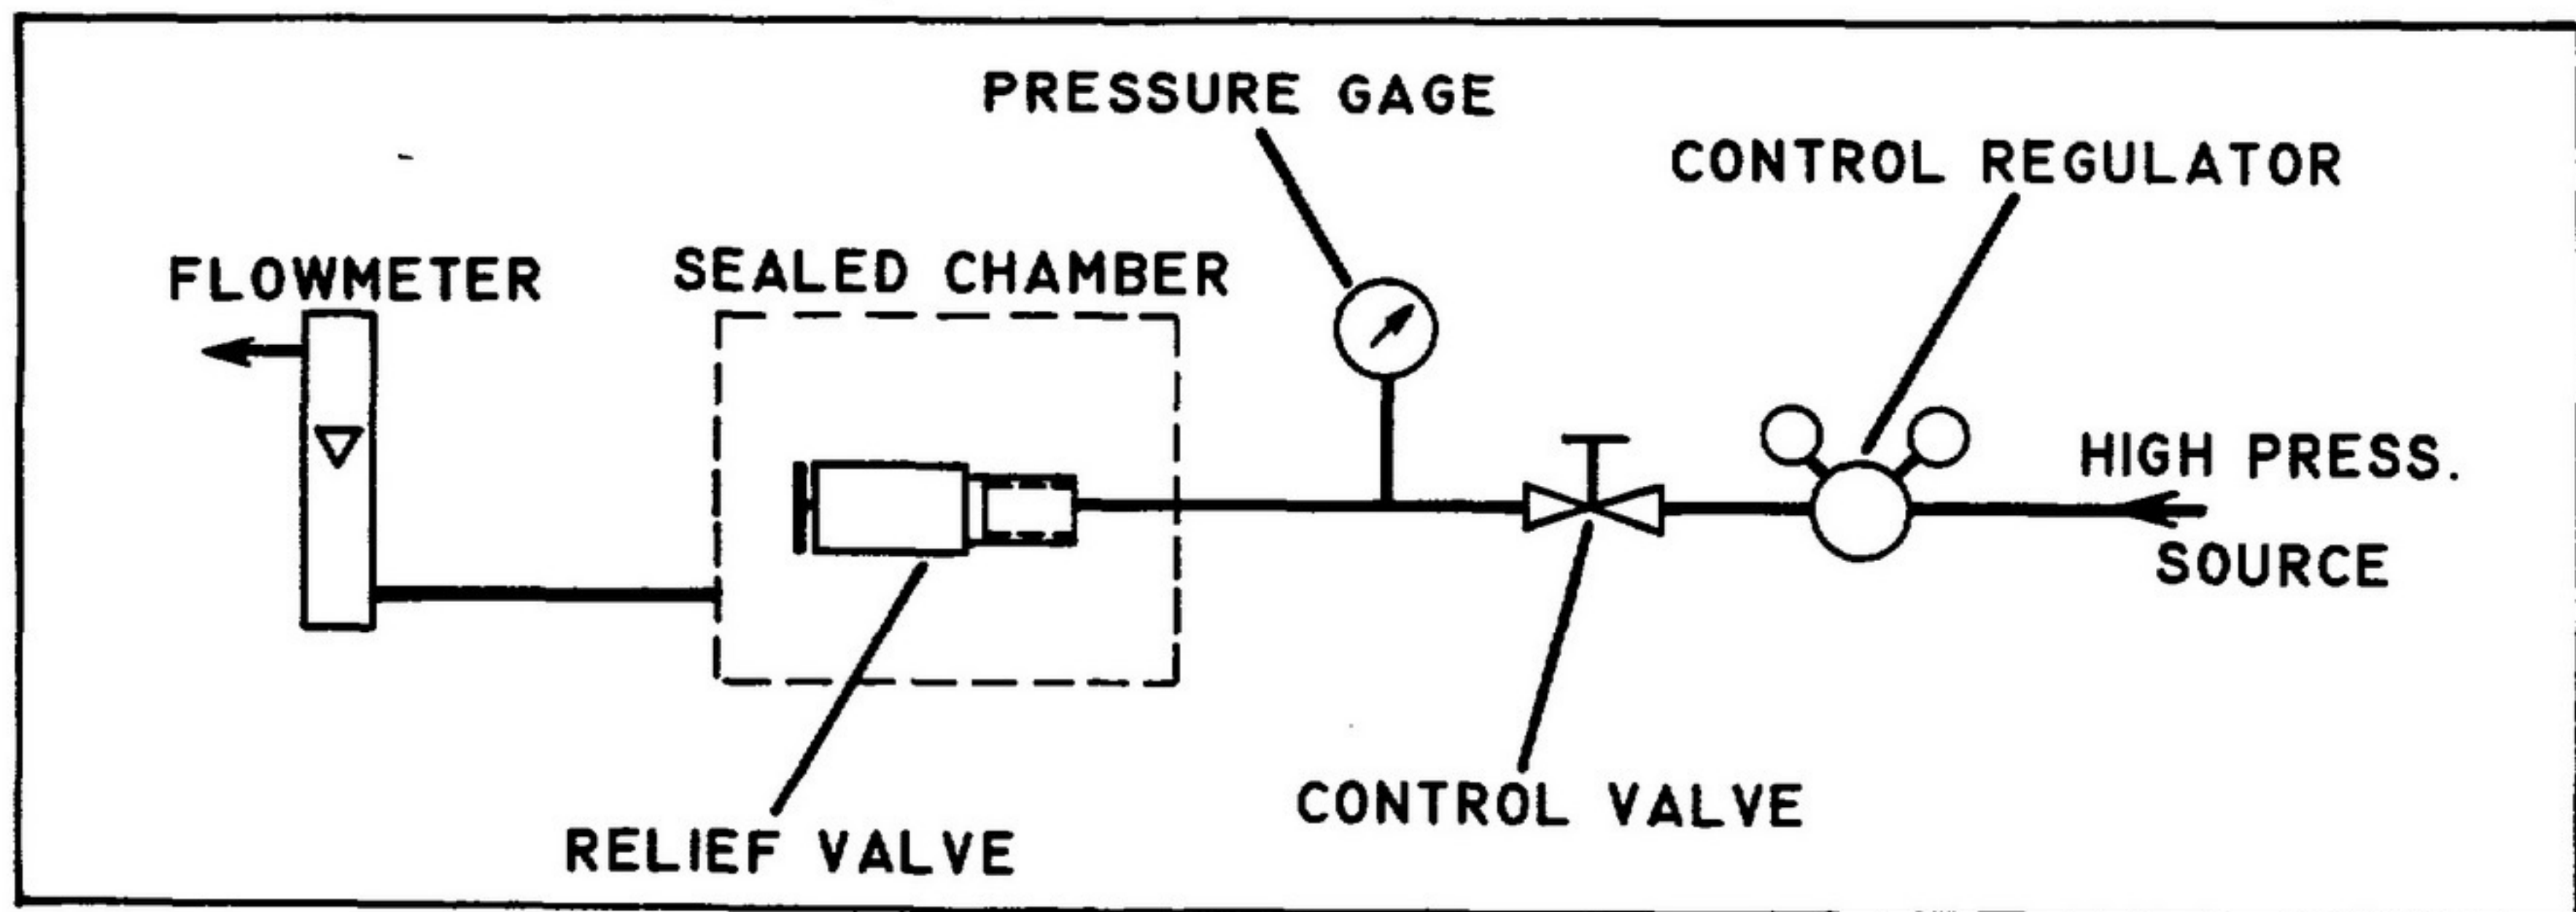 PRESSURE GAGE
CONTROL REGULATOR
FLOWMETER
SEALED CHAMBER
HIGH PRESS.
SOURCE
CONTROL VALVE
RELIEF VALVE